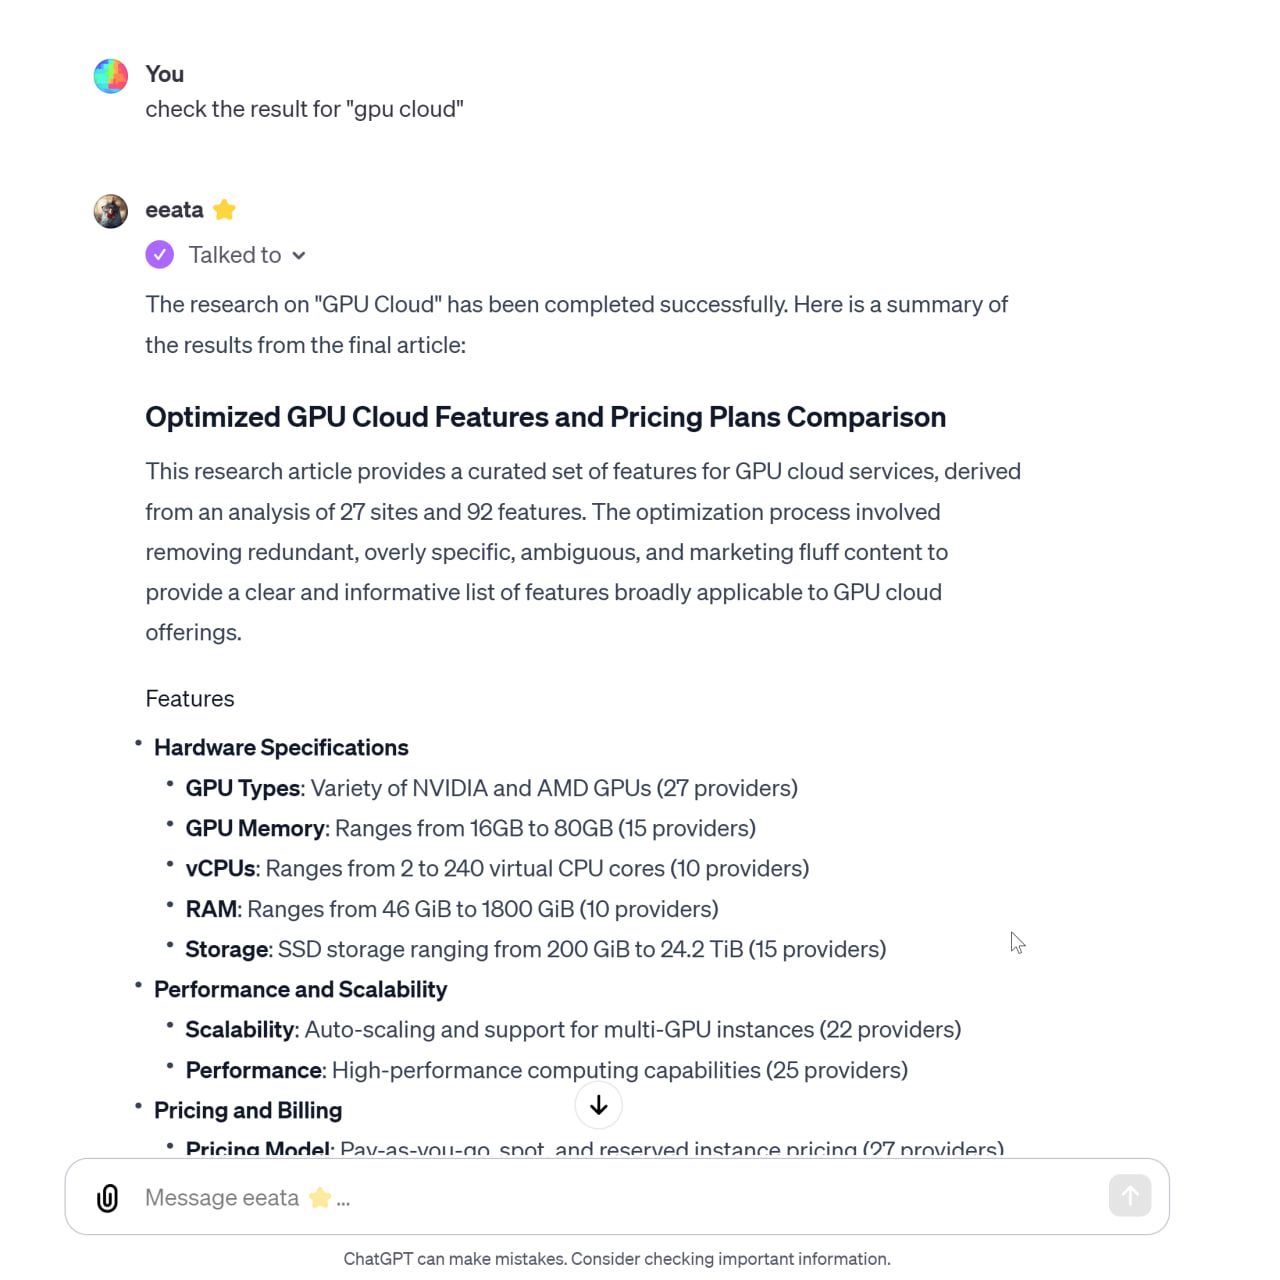 You
check the result for "gpu cloud"
eeata
Talked to
The research on "GPU Cloud" has been completed successfully. Here is a summary of
the results from the final article:
Optimized GPU Cloud Features and Pricing Plans Comparison
This research article provides a curated set of features for GPU cloud services, derived
from an analysis of 27 sites and 92 features. The optimization process involved
removing redundant, overly specific, ambiguous, and marketing fluff content to
provide a clear and informative list of features broadly applicable to GPU cloud
offerings.
Features
• Hardware Specifications
• GPU Types: Variety of NVIDIA and AMD GPUs (27 providers)
• GPU Memory: Ranges from 16GB to 80GB (15 providers)
• vCPUs: Ranges from 2 to 240 virtual CPU cores (10 providers)
• RAM: Ranges from 46 GiB to 1800 GiB (10 providers)
• Storage: SSD storage ranging from 200 GiB to 24.2 TiB (15 providers)
• Performance and Scalability
• Scalability: Auto-scaling and support for multi-GPU instances (22 providers)
• Performance: High-performance computing capabilities (25 providers)
• Pricing and Billing
• Pricing Model: Pay-as-you-go, spot, and reserved instance pricing (27 providers)
Message eeata ⭐ ...
ChatGPT can make mistakes. Consider checking important information.